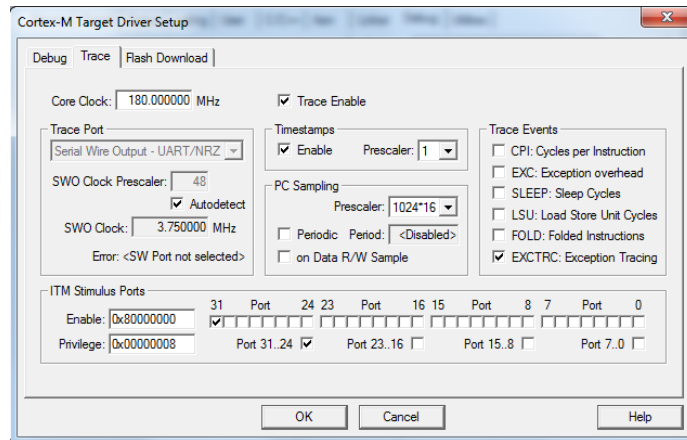 Cortex-M Target Driver Setup
Debug Trace Flash Download
Core Clock: 180.000000 MHz Trace Enable
Trace Port
Serial Wire Output - UART/NRZ
SWO Clock Prescaler: 48
Autodetect
SWO Clock: 3.750000 MHz
Error: <SW Port not selected>
Timestamps
Enable Prescaler: 1
PC Sampling
Prescaler: 1024*16
Periodic Period: <Disabled>
on Data R/W Sample
Trace Events
CPI: Cycles per Instruction
EXC: Exception overhead
SLEEP: Sleep Cycles
LSU: Load Store Unit Cycles
FOLD: Folded Instructions
EXCTRC: Exception Tracing
ITM Stimulus Ports
31 Port 24 23 Port 16 15 Port 8 7 Port 0
Enable: 0x80000000
Privilege: 0x00000008 Port 31..24 Port 23..16 Port 15..8 Port 7..0
OK Cancel Help